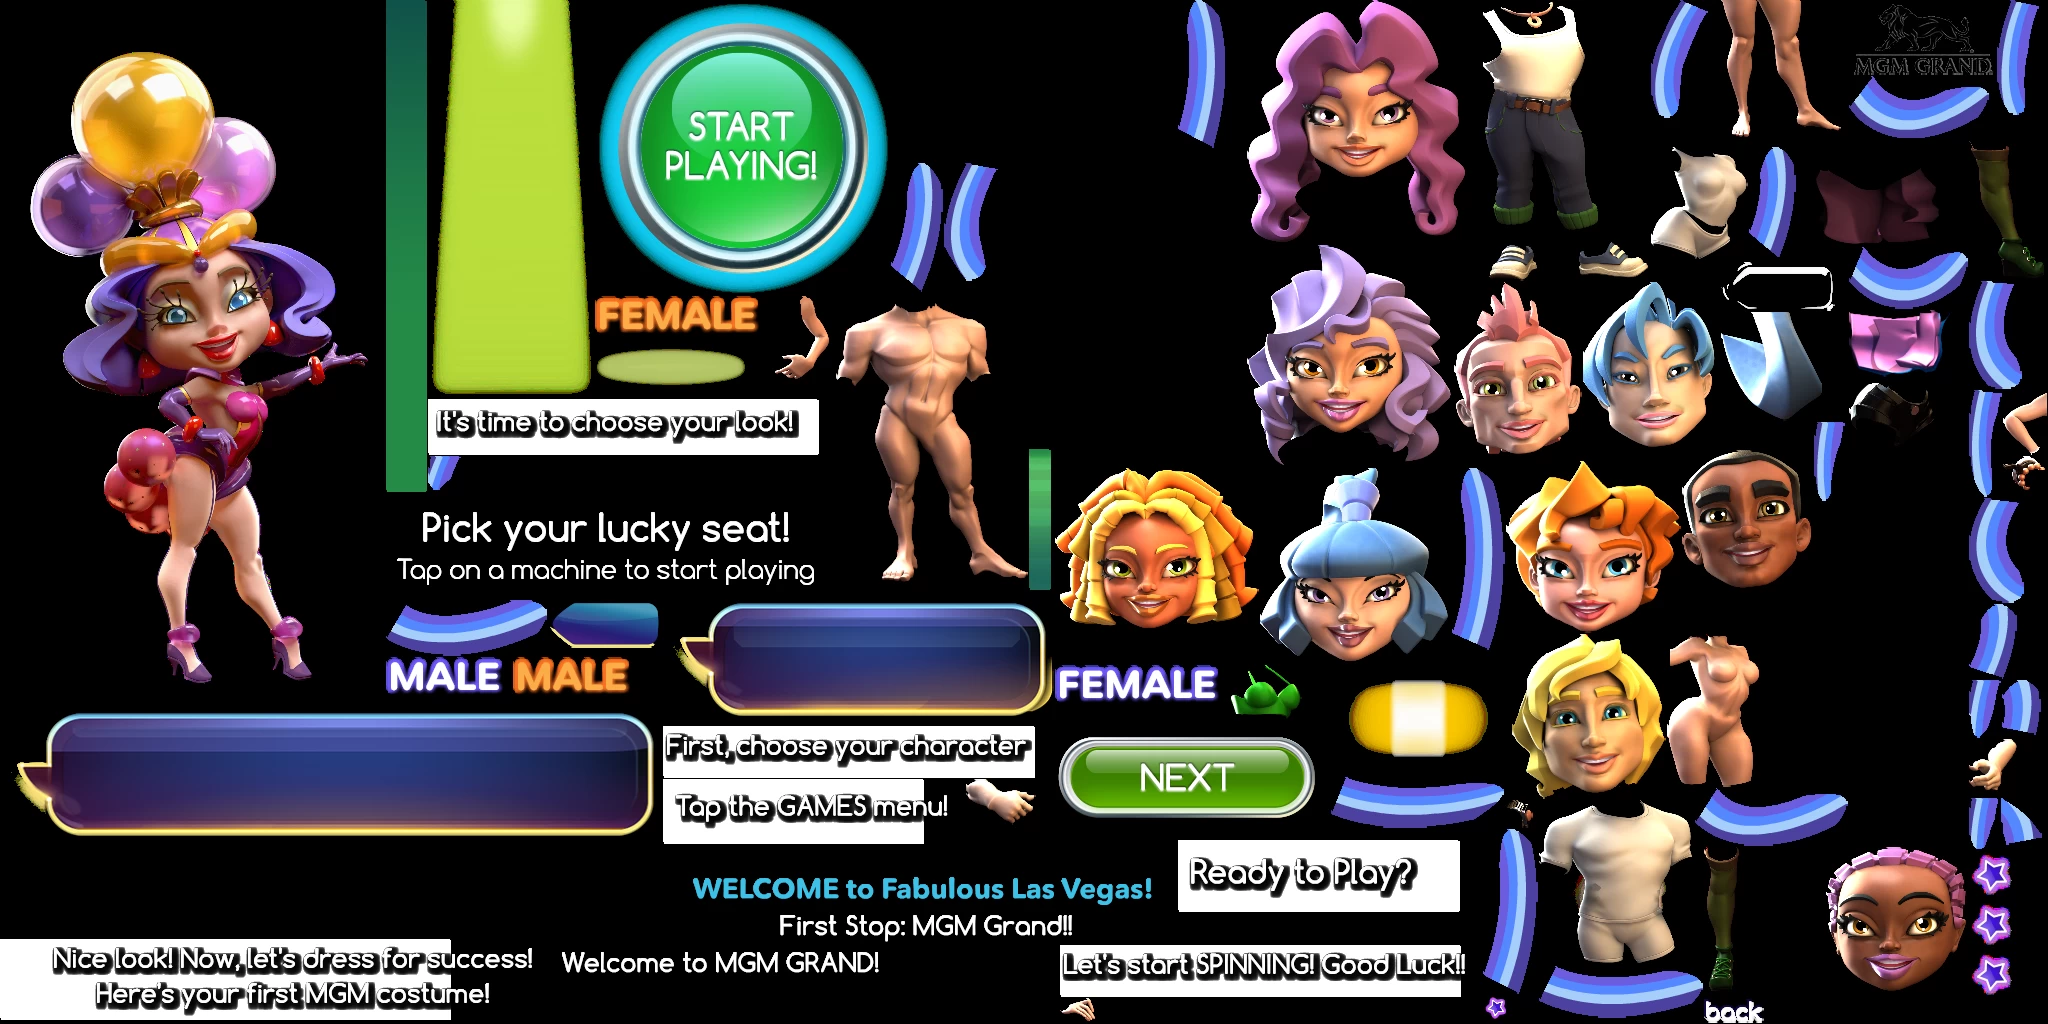 START
PLAYING!
MGM GRAND
FEMALE
It's time to choose your look!
Pick your lucky seat!
Tap on a machine to start playing
MALE
MALE
FEMALE
First, choose your character
NEXT
Tap the GAMES menu!
Ready to Play?
WELCOME to Fabulous Las Vegas!
First Stop: MGM Grand!!
Nice look! Now, let's dress for success!
Here's your first MGM costume!
Welcome to MGM GRAND!
Let's start SPINNING! Good Luck!!
back